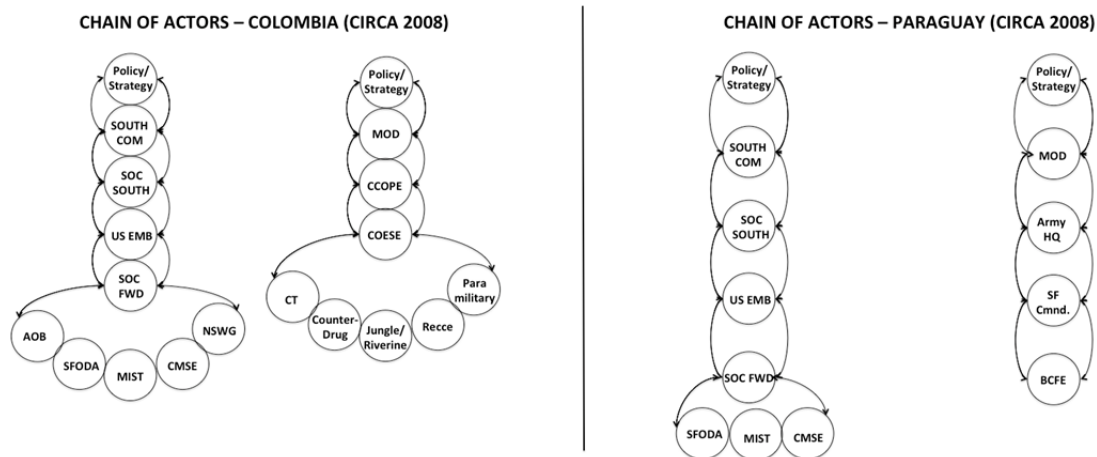 CHAIN OF ACTORS – COLOMBIA (CIRCA 2008)
Policy/
Strategy
SOUTH
COM
SOC
SOUTH
US EMB
SOC
FWD
AOB
SFODA
MIST
CMSE
NSWG
Policy/
Strategy
MOD
CCOPE
COESE
CT
Counter-
Drug
Jungle/
Riverine
Recce
Para
military
CHAIN OF ACTORS – PARAGUAY (CIRCA 2008)
Policy/
Strategy
SOUTH
COM
SOC
SOUTH
US EMB
SOC FWD
SFODA
MIST
CMSE
Policy/
Strategy
MOD
Army
HQ
SF
Cmnd.
BCFE